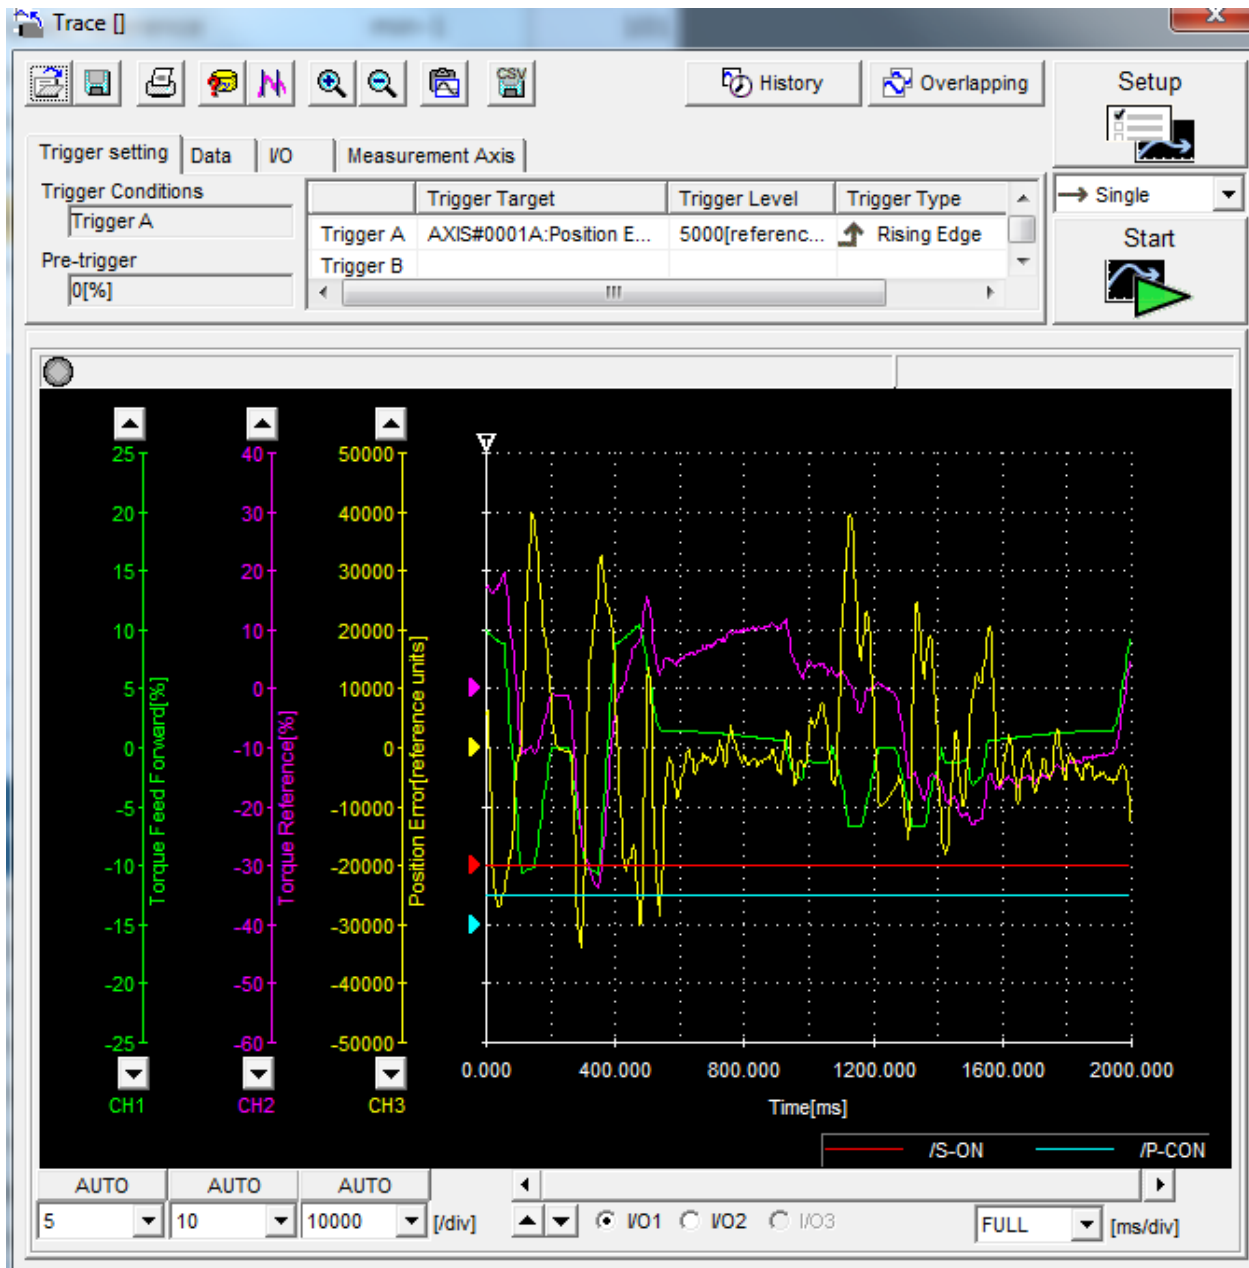 Trace []
CSV
History
Overlapping
Setup
Trigger setting
Data
I/O
Measurement Axis
Trigger Conditions
Trigger A
Pre-trigger
0[%]
Trigger Target
Trigger Level
Trigger Type
Trigger A
AXIS#0001A:Position E...
5000[referenc...
Rising Edge
Trigger B
Single
Start
T
25
20
15
10
5
0
-5
-10
-15
-20
-25
Torque Feed Forward[%]
CH1
40
30
20
10
0
-10
-20
-30
-40
-50
-60
Torque Reference[%]
CH2
50000
40000
30000
20000
10000
0
-10000
-20000
-30000
-40000
-50000
Position Error[reference units]
CH3
0.000
400.000
800.000
1200.000
1600.000
2000.000
Time[ms]
/S-ON
/P-CON
AUTO
AUTO
AUTO
5
10
10000
[/div]
I/O1
I/O2
I/O3
FULL
[ms/div]